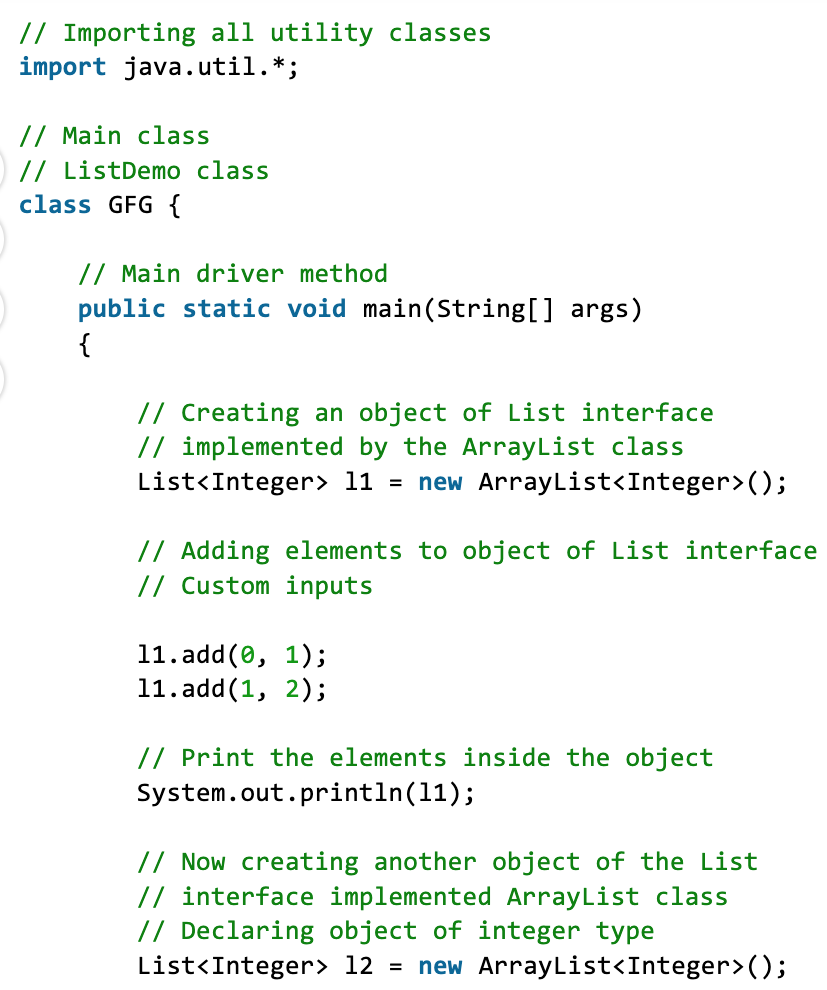 // Importing all utility classes
import java.util.*;
// Main class
// ListDemo class
class GFG {
// Main driver method
public static void main(String[] args)
{
// Creating an object of List interface
// implemented by the ArrayList class
List<Integer> l1 = new ArrayList<Integer>();
// Adding elements to object of List interface
// Custom inputs
l1.add(0, 1);
l1.add(1, 2);
// Print the elements inside the object
System.out.println(l1);
// Now creating another object of the List
// interface implemented ArrayList class
// Declaring object of integer type
List<Integer> l2 = new ArrayList<Integer>();